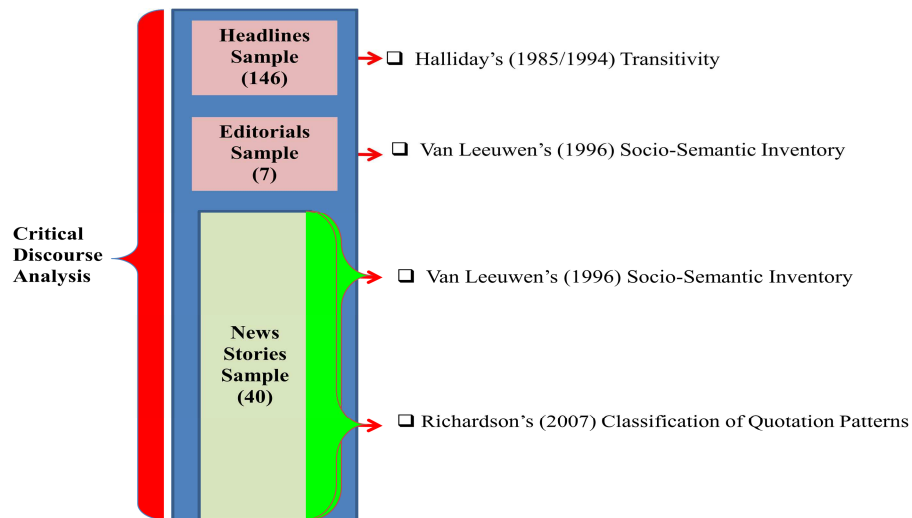 Headlines
Sample
(146)
❑ Halliday's (1985/1994) Transitivity
Editorials
Sample
(7)
❑ Van Leeuwen's (1996) Socio-Semantic Inventory
Critical
Discourse
Analysis
❑ Van Leeuwen's (1996) Socio-Semantic Inventory
News
Stories
Sample
(40)
❑ Richardson's (2007) Classification of Quotation Patterns